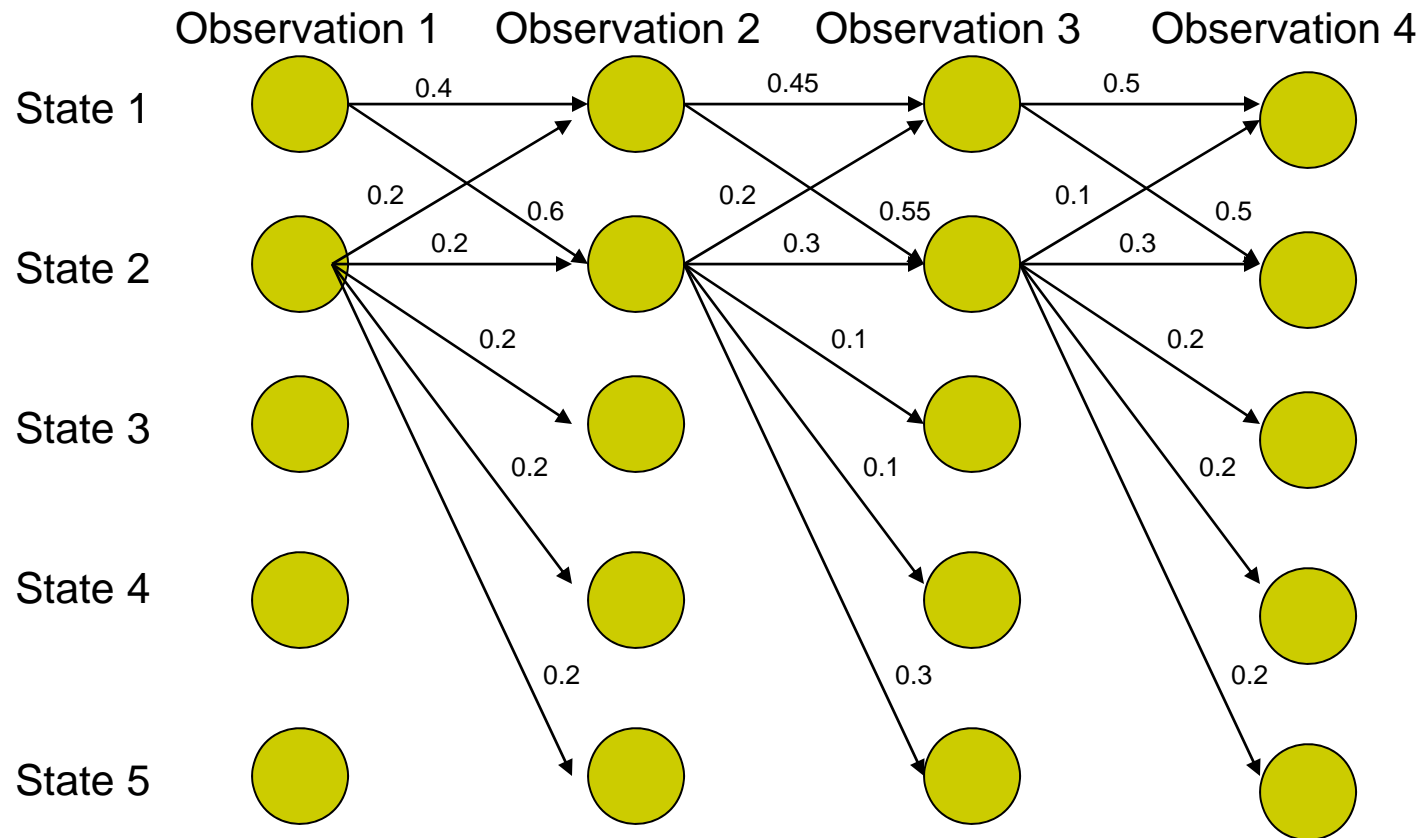 Observation 1 Observation 2 Observation 3 Observation 4
State 1
0.4 0.45 0.5
0.2 0.6 0.2 0.55 0.1 0.5
State 2
0.2 0.3 0.3
0.2 0.1 0.2
State 3
0.2 0.1 0.2
State 4
0.2 0.3 0.2
State 5